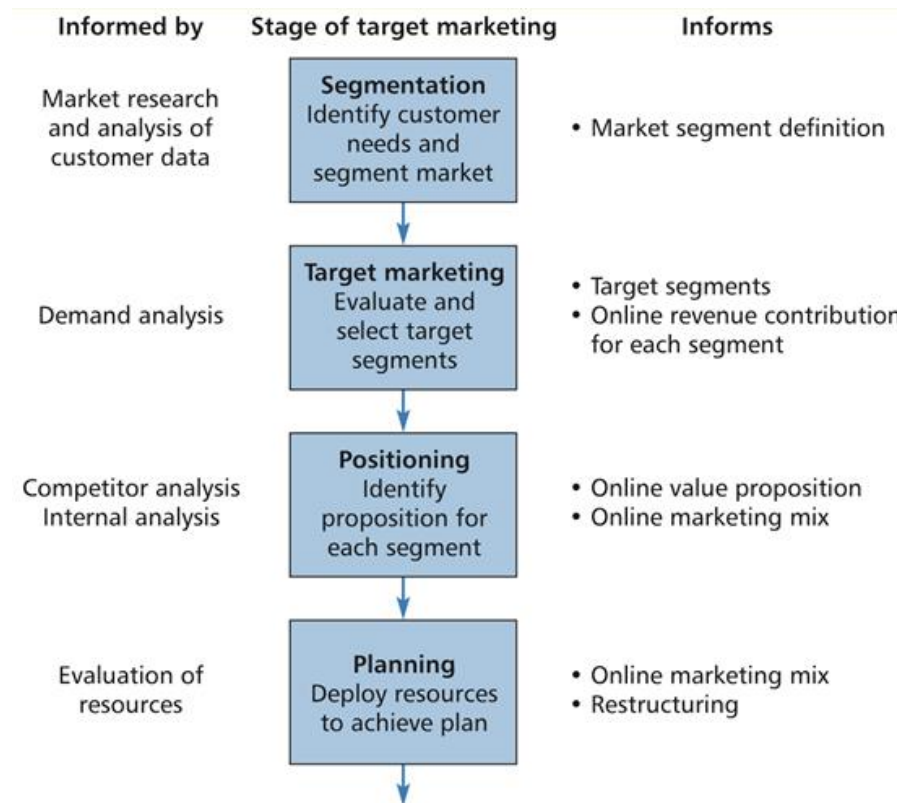 Informed by
Stage of target marketing
Informs
Market research
and analysis of
customer data
Segmentation
Identify customer
needs and
segment market
• Market segment definition
Demand analysis
Target marketing
Evaluate and
select target
segments
• Target segments
• Online revenue contribution
for each segment
Competitor analysis
Internal analysis
Positioning
Identify
proposition for
each segment
• Online value proposition
• Online marketing mix
Evaluation of
resources
Planning
Deploy resources
to achieve plan
• Online marketing mix
• Restructuring